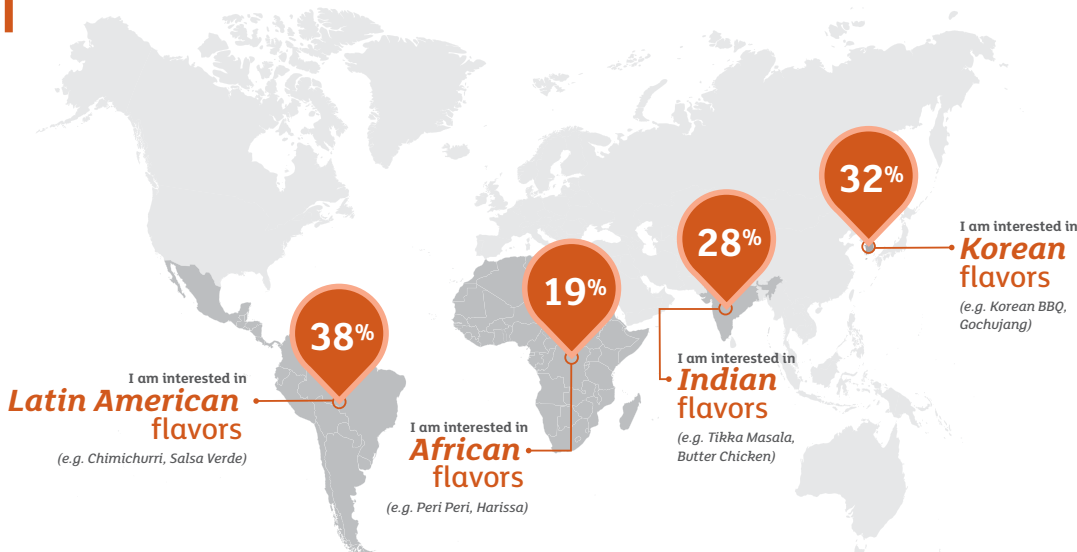 38%
I am interested in
Latin American
flavors
(e.g. Chimichurri, Salsa Verde)
19%
I am interested in
African
flavors
(e.g. Peri Peri, Harissa)
28%
I am interested in
Indian
flavors
(e.g. Tikka Masala,
Butter Chicken)
32%
I am interested in
Korean
flavors
(e.g. Korean BBQ,
Gochujang)